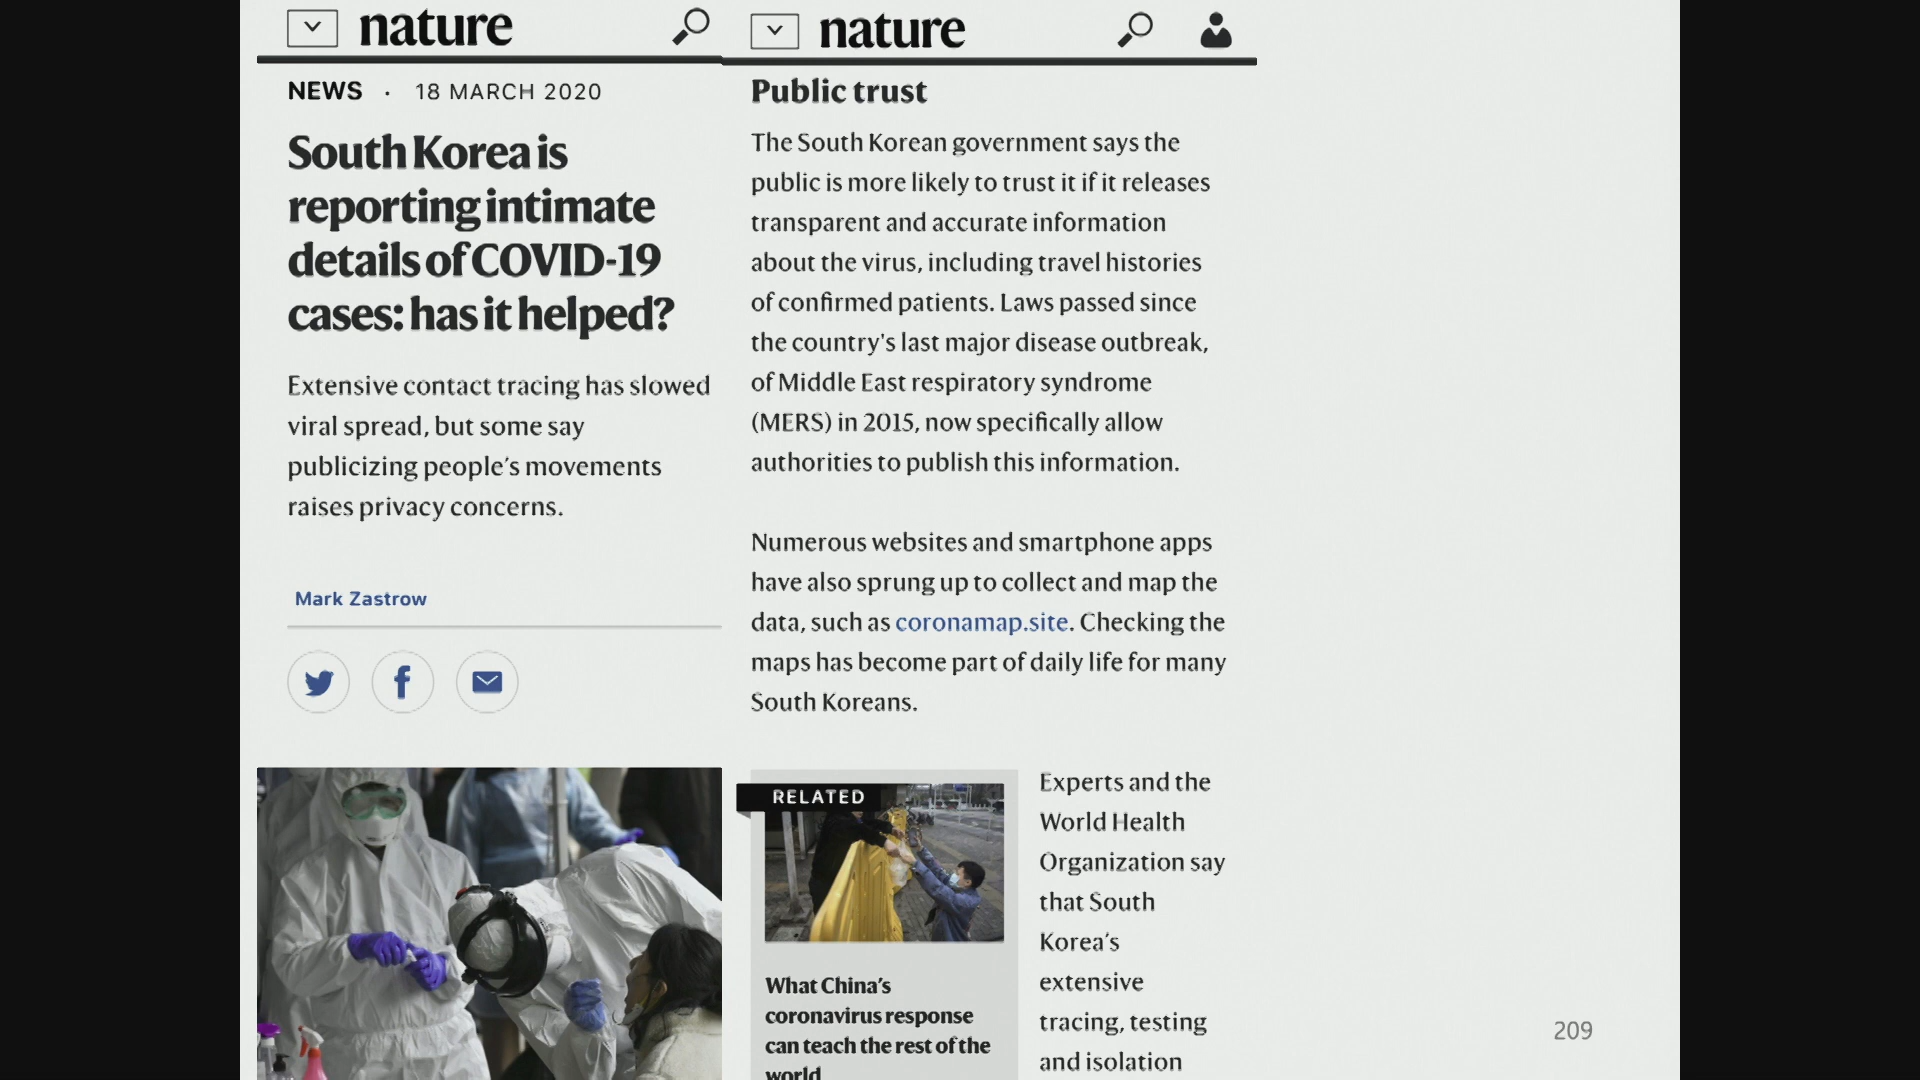 nature
NEWS · 18 MARCH 2020
South Korea is
reporting intimate
details of COVID-19
cases: has it helped?
Extensive contact tracing has slowed
viral spread, but some say
publicizing people's movements
raises privacy concerns.
Mark Zastrow
nature
Public trust
The South Korean government says the
public is more likely to trust it if it releases
transparent and accurate information
about the virus, including travel histories
of confirmed patients. Laws passed since
the country's last major disease outbreak,
of Middle East respiratory syndrome
(MERS) in 2015, now specifically allow
authorities to publish this information.
Numerous websites and smartphone apps
have also sprung up to collect and map the
data, such as coronamap.site. Checking the
maps has become part of daily life for many
South Koreans.
RELATED
What China's
coronavirus response
can teach the rest of the
world
Experts and the
World Health
Organization say
that South
Korea's
extensive
tracing, testing
and isolation
209